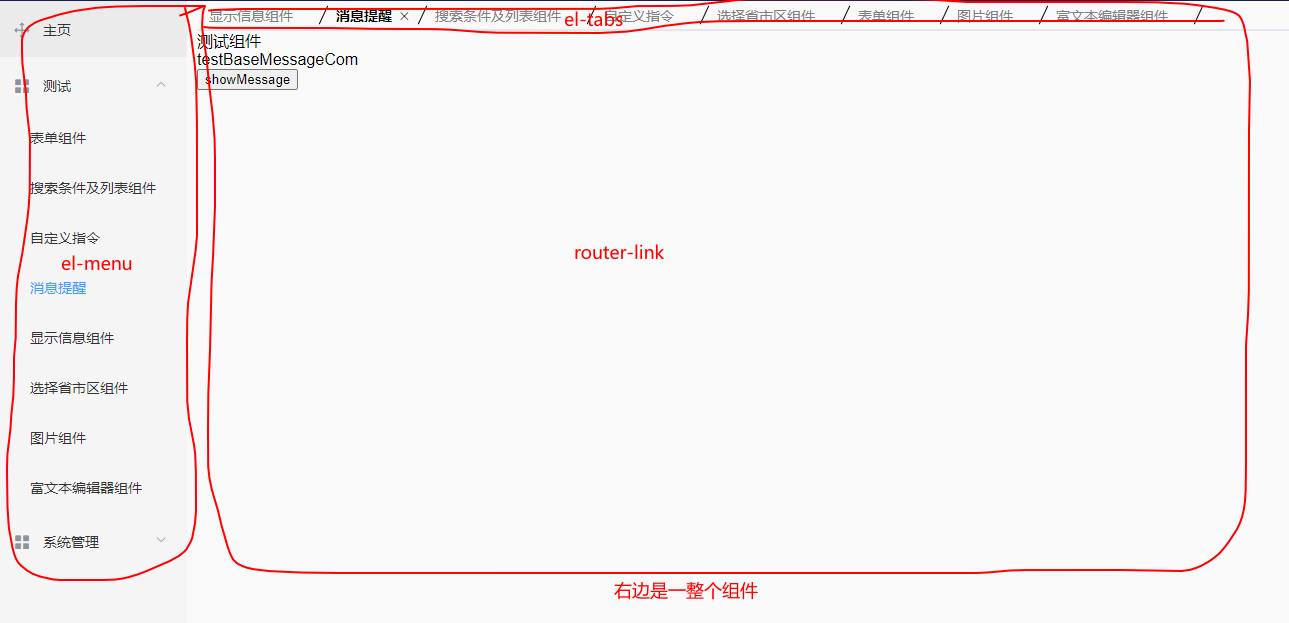 主页
测试
表单组件
搜索条件及列表组件
自定义指令
el-menu
消息提醒
显示信息组件
选择省市区组件
图片组件
富文本编辑器组件
系统管理
显示信息组件 / 消息提醒 × / 搜索条件及列表组件 / 自定义指令 / 选择省市区组件 / 表单组件 / 图片组件 / 富文本编辑器组件 /
el-tabs
测试组件
testBaseMessageCom
showMessage
router-link
右边是一整个组件